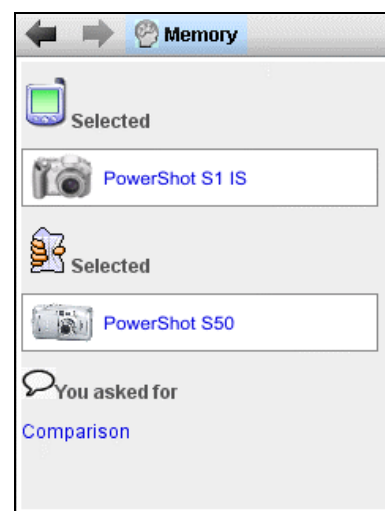 Memory
Selected
PowerShot S1 IS
Selected
PowerShot S50
You asked for
Comparison